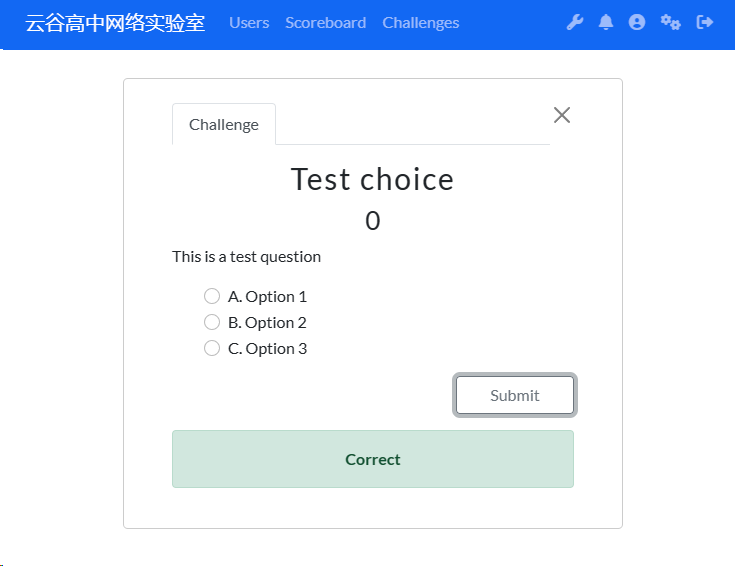 云谷高中网络实验室 Users Scoreboard Challenges
Challenge
Test choice
0
This is a test question
A. Option 1
B. Option 2
C. Option 3
Submit
Correct